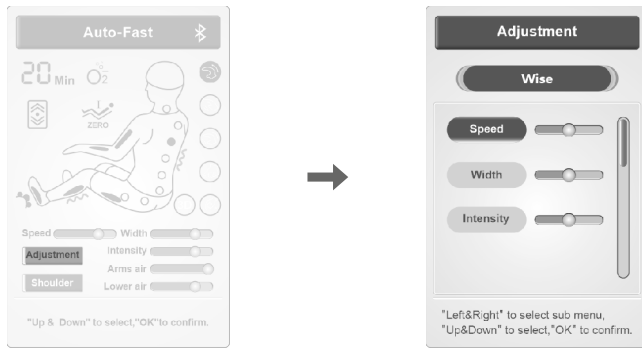 Auto-Fast
20 Min O2
ZERO
Speed Width
Adjustment Intensity
Arms air
Shoulder Lower air
"Up & Down" to select,"OK"to confirm.
Adjustment
Wise
Speed
Width
Intensity
"Left&Right" to select sub menu,
"Up&Down" to select,"OK" to confirm.